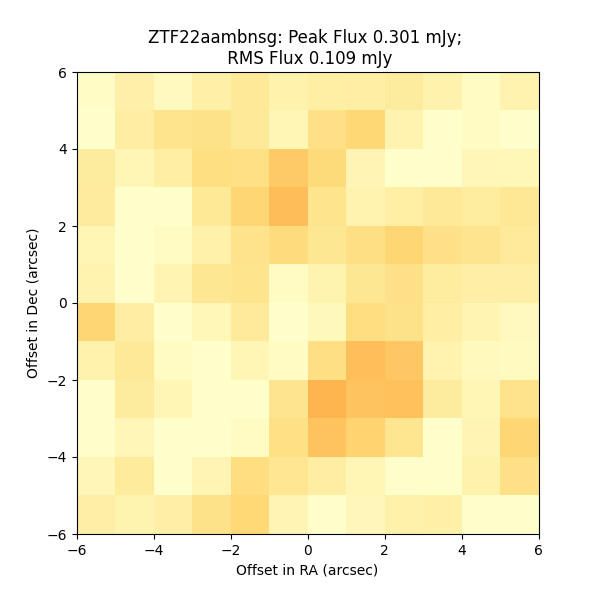 ZTF22aambnsg: Peak Flux 0.301 mJy;
RMS Flux 0.109 mJy
6
4
2
0
−2
−4
−6
Offset in Dec (arcsec)
−6 −4 −2 0 2 4 6
Offset in RA (arcsec)